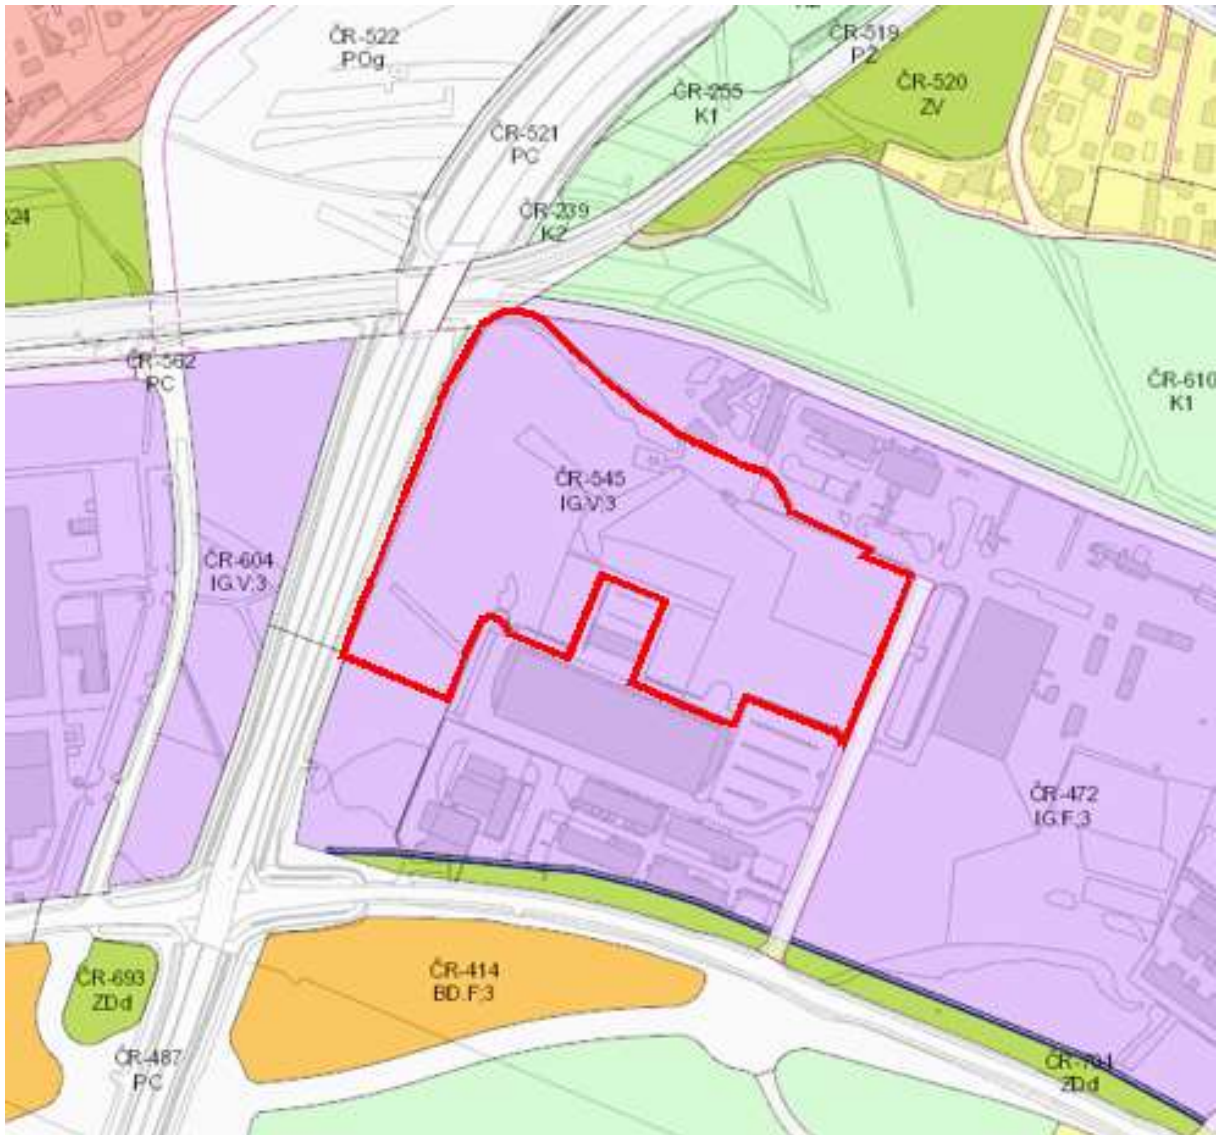 ČR-522
POg
ČR-519
PZ
ČR-255
K1
ČR-520
ZV
ČR-521
PC
ČR-239
K2
ČR-562
PC
ČR-610
K1
ČR-545
IG.V;3
ČR-604
IG.V;3
ČR-472
IG.F;3
ČR-693
ZDd
ČR-414
BD.F;3
ČR-487
PC
ZDd